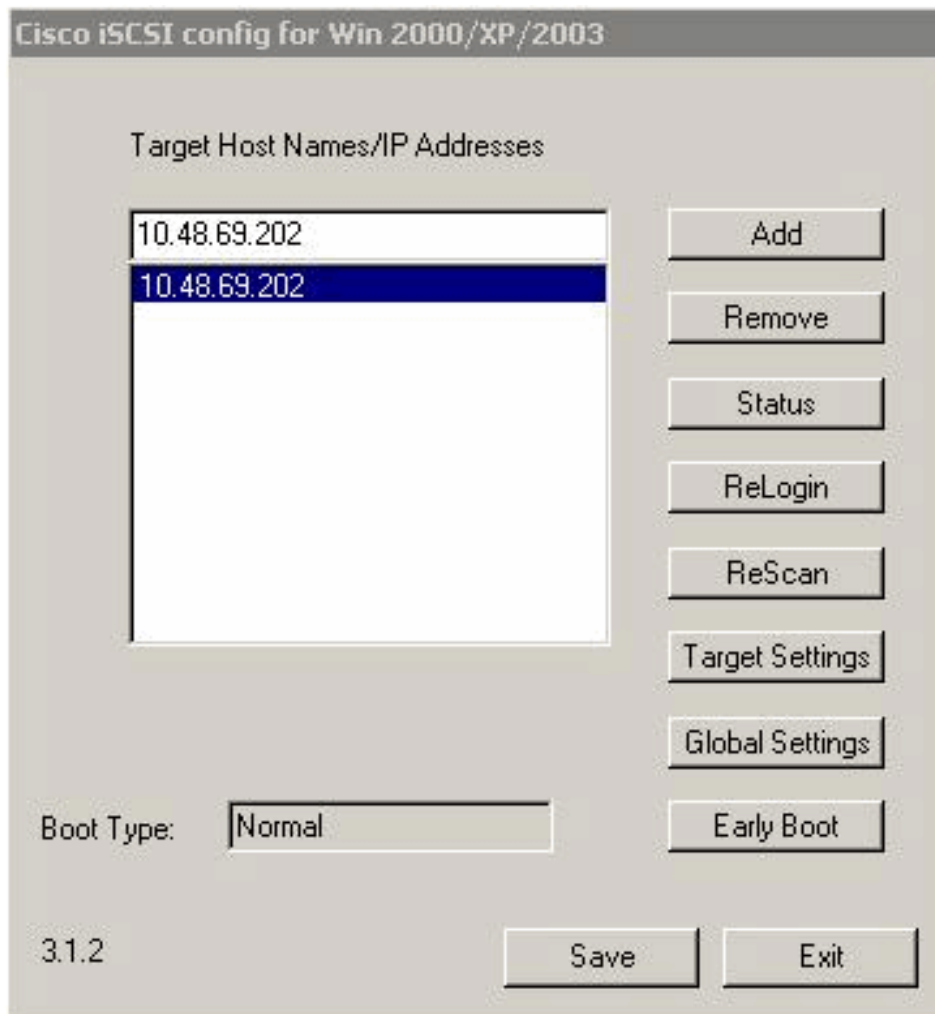 Cisco iSCSI config for Win 2000/XP/2003
Target Host Names/IP Addresses
10.48.69.202
Add
10.48.69.202
Remove
Status
ReLogin
ReScan
Target Settings
Global Settings
Boot Type:
Normal
Early Boot
3.1.2
Save
Exit